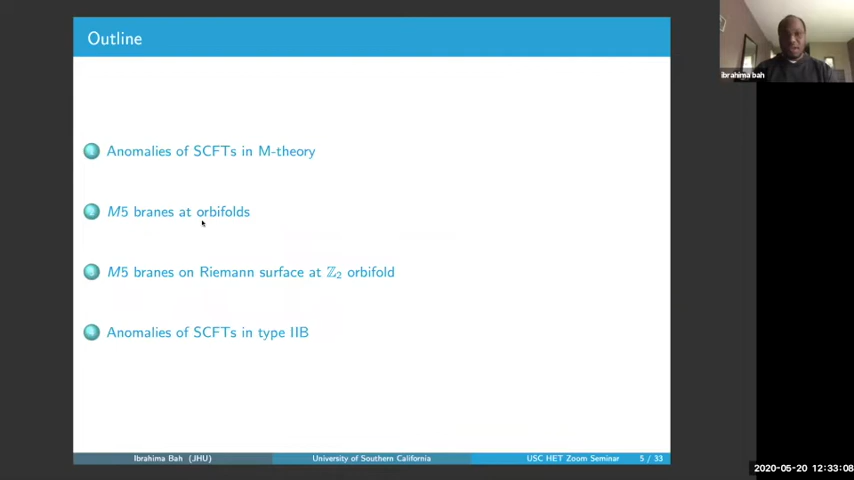 Outline
Anomalies of SCFTs in M-theory
M5 branes at orbifolds
M5 branes on Riemann surface at ℤ₂ orbifold
Anomalies of SCFTs in type IIB
Ibrahima Bah (JHU) University of Southern California USC HET Zoom Seminar 5 / 33
ibrahima bah
2020-05-20 12:33:08